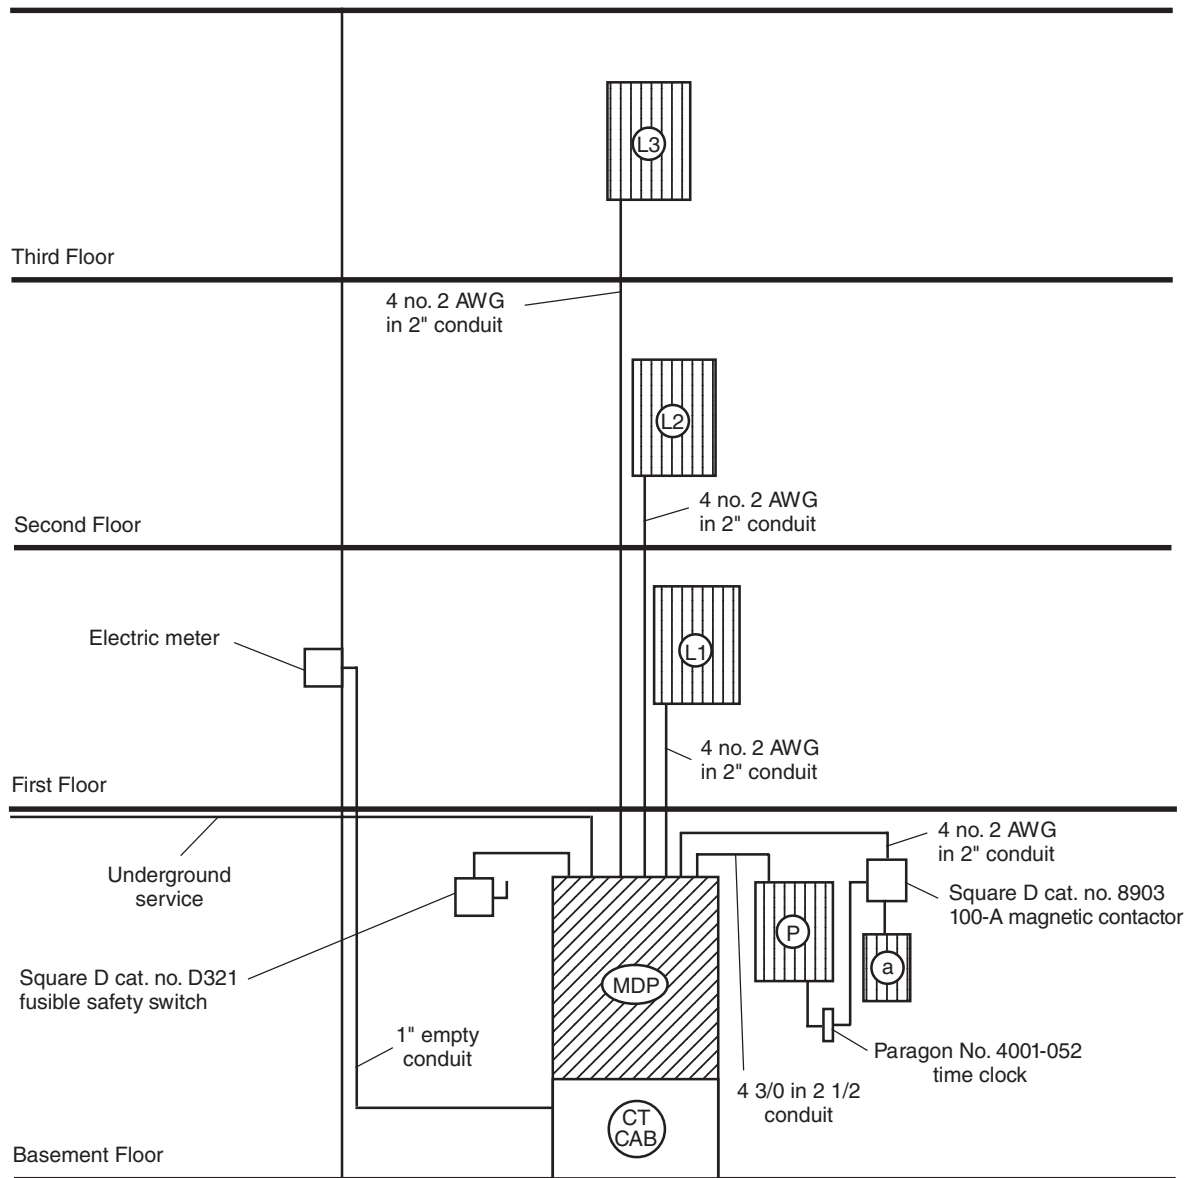 L3
Third Floor
4 no. 2 AWG
in 2" conduit
L2
4 no. 2 AWG
in 2" conduit
Second Floor
Electric meter
L1
4 no. 2 AWG
in 2" conduit
First Floor
4 no. 2 AWG
in 2" conduit
Underground
service
Square D cat. no. 8903
100-A magnetic contactor
P
a
MDP
Square D cat. no. D321
fusible safety switch
1" empty
conduit
Paragon No. 4001-052
time clock
4 3/0 in 2 1/2
conduit
CT
CAB
Basement Floor